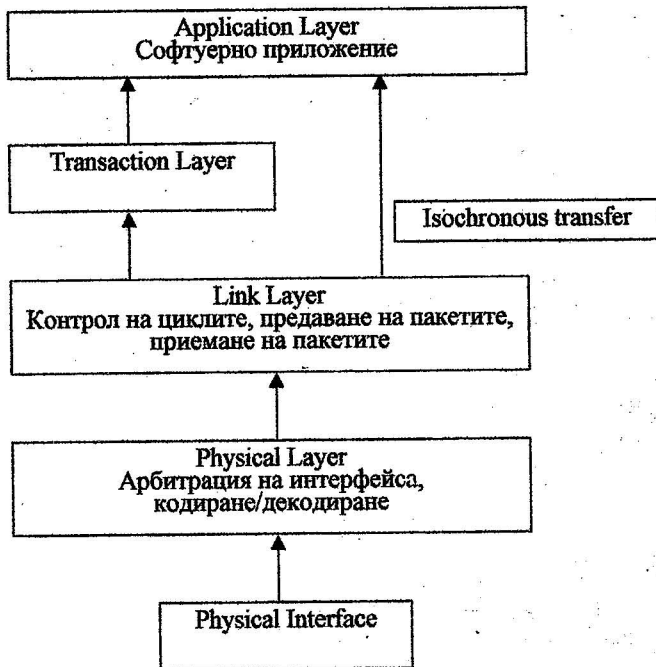 Application Layer
Софтуерно приложение
Transaction Layer
Isochronous transfer
Link Layer
Контрол на циклите, предаване на пакетите,
приемане на пакетите
Physical Layer
Арбитрация на интерфейса,
кодиране/декодиране
Physical Interface